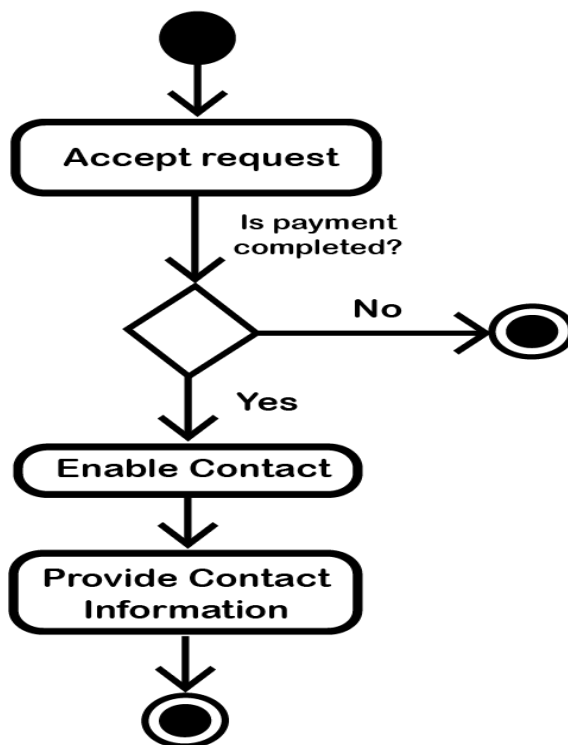 Accept request
Is payment
completed?
No
Yes
Enable Contact
Provide Contact
Information